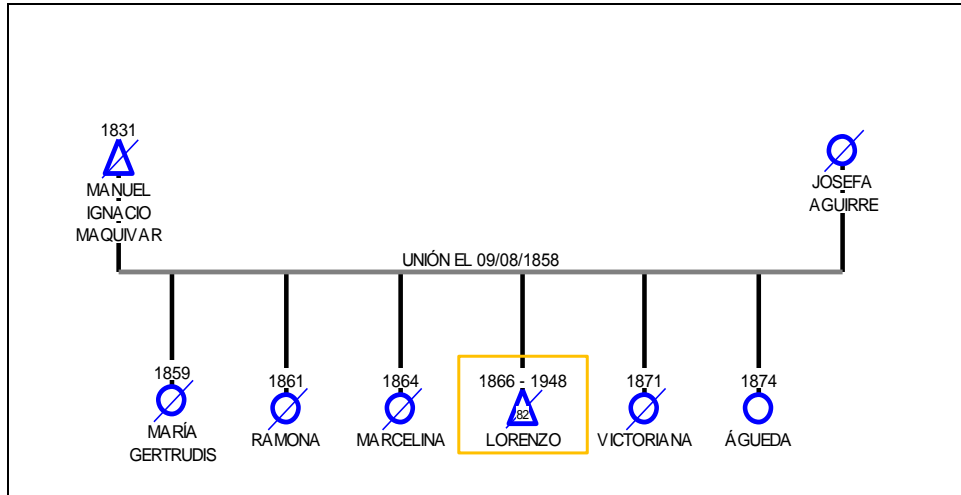 1831
MANUEL
IGNACIO
MAQUIVAR
JOSEFA
AGUIRRE
UNIÓN EL 09/08/1858
1859
MARÍA
GERTRUDIS
1861
RAMONA
1864
MARCELINA
1866 - 1948
82
LORENZO
1871
VICTORIANA
1874
ÁGUEDA